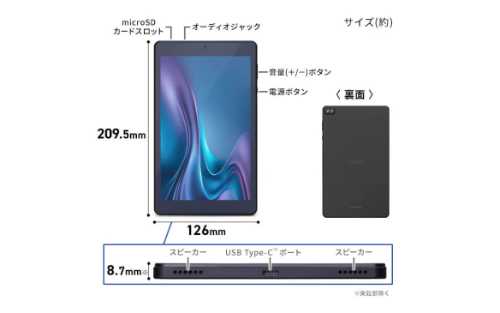 microSD
カードスロット
オーディオジャック
サイズ(約)
音量(+/−)ボタン
電源ボタン
〈 裏面 〉
209.5mm
126mm
スピーカー
USB Type-C™ ポート
スピーカー
8.7mm※
※突起部除く